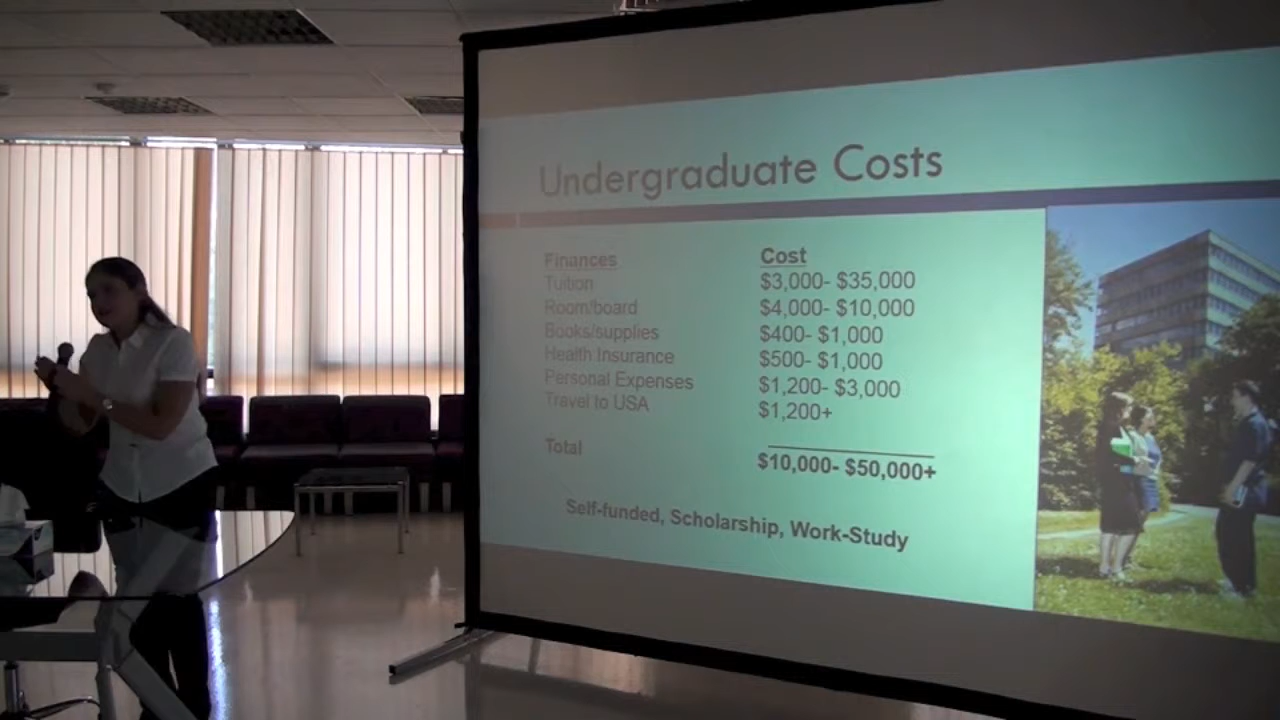 Undergraduate Costs
Finances Cost
Tuition $3,000- $35,000
Room/board $4,000- $10,000
Books/supplies $400- $1,000
Health Insurance $500- $1,000
Personal Expenses $1,200- $3,000
Travel to USA $1,200+
Total $10,000- $50,000+
Self-funded, Scholarship, Work-Study